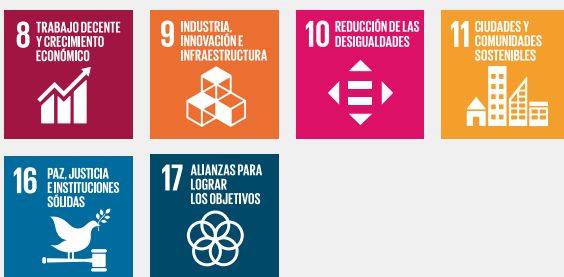 8 TRABAJO DECENTE
Y CRECIMIENTO
ECONÓMICO
9 INDUSTRIA,
INNOVACIÓN E
INFRAESTRUCTURA
10 REDUCCIÓN DE LAS
DESIGUALDADES
11 CIUDADES Y
COMUNIDADES
SOSTENIBLES
16 PAZ, JUSTICIA
E INSTITUCIONES
SÓLIDAS
17 ALIANZAS PARA
LOGRAR
LOS OBJETIVOS